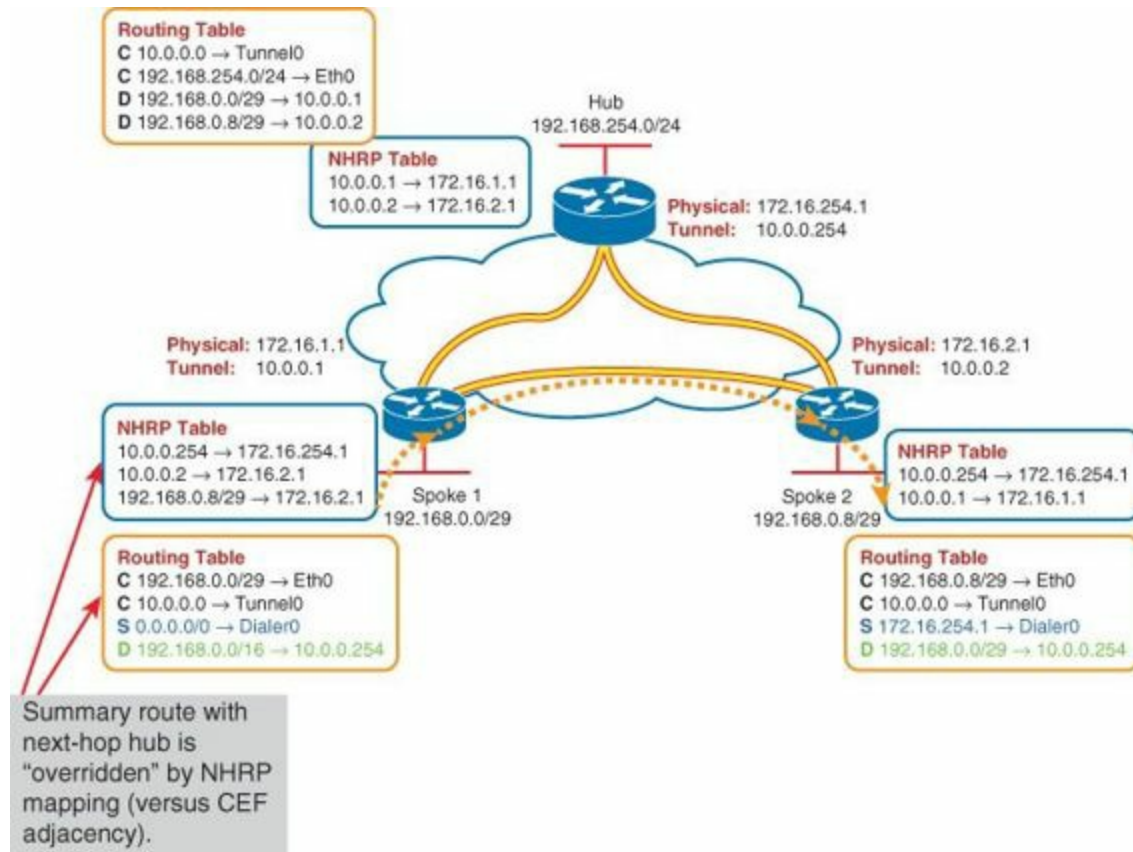 Routing Table
C 10.0.0.0 → Tunnel0
C 192.168.254.0/24 → Eth0
D 192.168.0.0/29 → 10.0.0.1
D 192.168.0.8/29 → 10.0.0.2
NHRP Table
10.0.0.1 → 172.16.1.1
10.0.0.2 → 172.16.2.1
Hub
192.168.254.0/24
Physical: 172.16.254.1
Tunnel: 10.0.0.254
Physical: 172.16.1.1
Tunnel: 10.0.0.1
Physical: 172.16.2.1
Tunnel: 10.0.0.2
NHRP Table
10.0.0.254 → 172.16.254.1
10.0.0.2 → 172.16.2.1
192.168.0.8/29 → 172.16.2.1
Spoke 1
192.168.0.0/29
Spoke 2
192.168.0.8/29
NHRP Table
10.0.0.254 → 172.16.254.1
10.0.0.1 → 172.16.1.1
Routing Table
C 192.168.0.0/29 → Eth0
C 10.0.0.0 → Tunnel0
S 0.0.0.0/0 → Dialer0
D 192.168.0.0/16 → 10.0.0.254
Routing Table
C 192.168.0.8/29 → Eth0
C 10.0.0.0 → Tunnel0
S 172.16.254.1 → Dialer0
D 192.168.0.0/29 → 10.0.0.254
Summary route with
next-hop hub is
“overridden” by NHRP
mapping (versus CEF
adjacency).